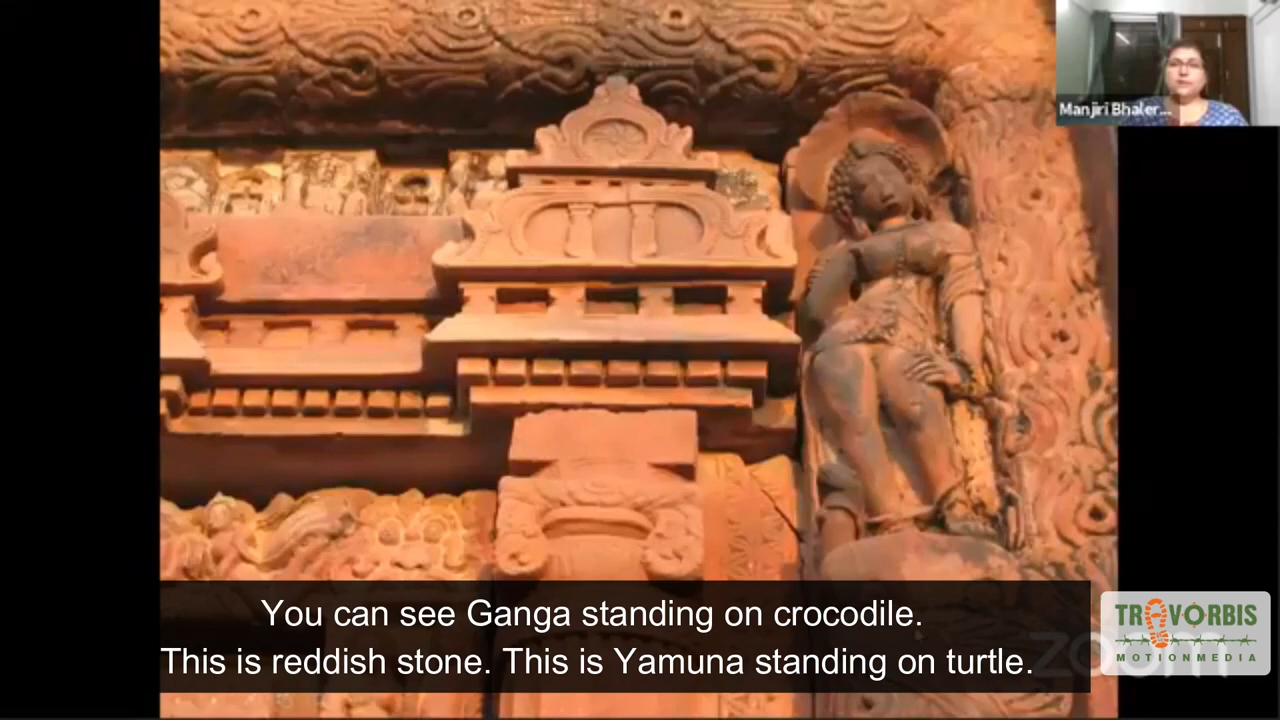 Manjiri Bhaler...
You can see Ganga standing on crocodile.
This is reddish stone. This is Yamuna standing on turtle.
zoom
TRAVORBIS
MOTIONMEDIA